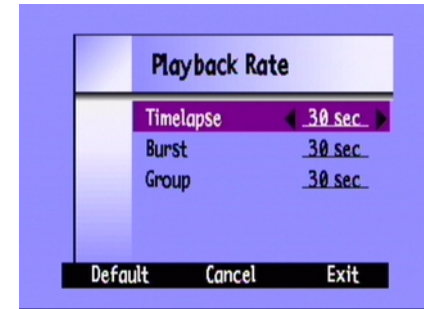 Playback Rate
Timelapse 30 sec
Burst 30 sec
Group 30 sec
Default Cancel Exit